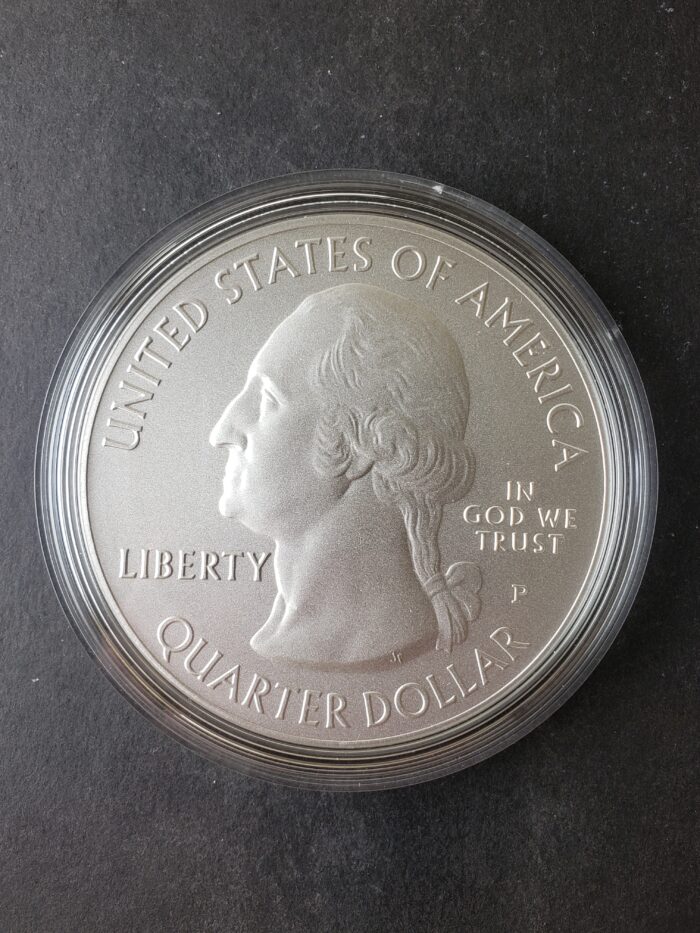 UNITED STATES OF AMERICA
LIBERTY
IN
GOD WE
TRUST
P
QUARTER DOLLAR